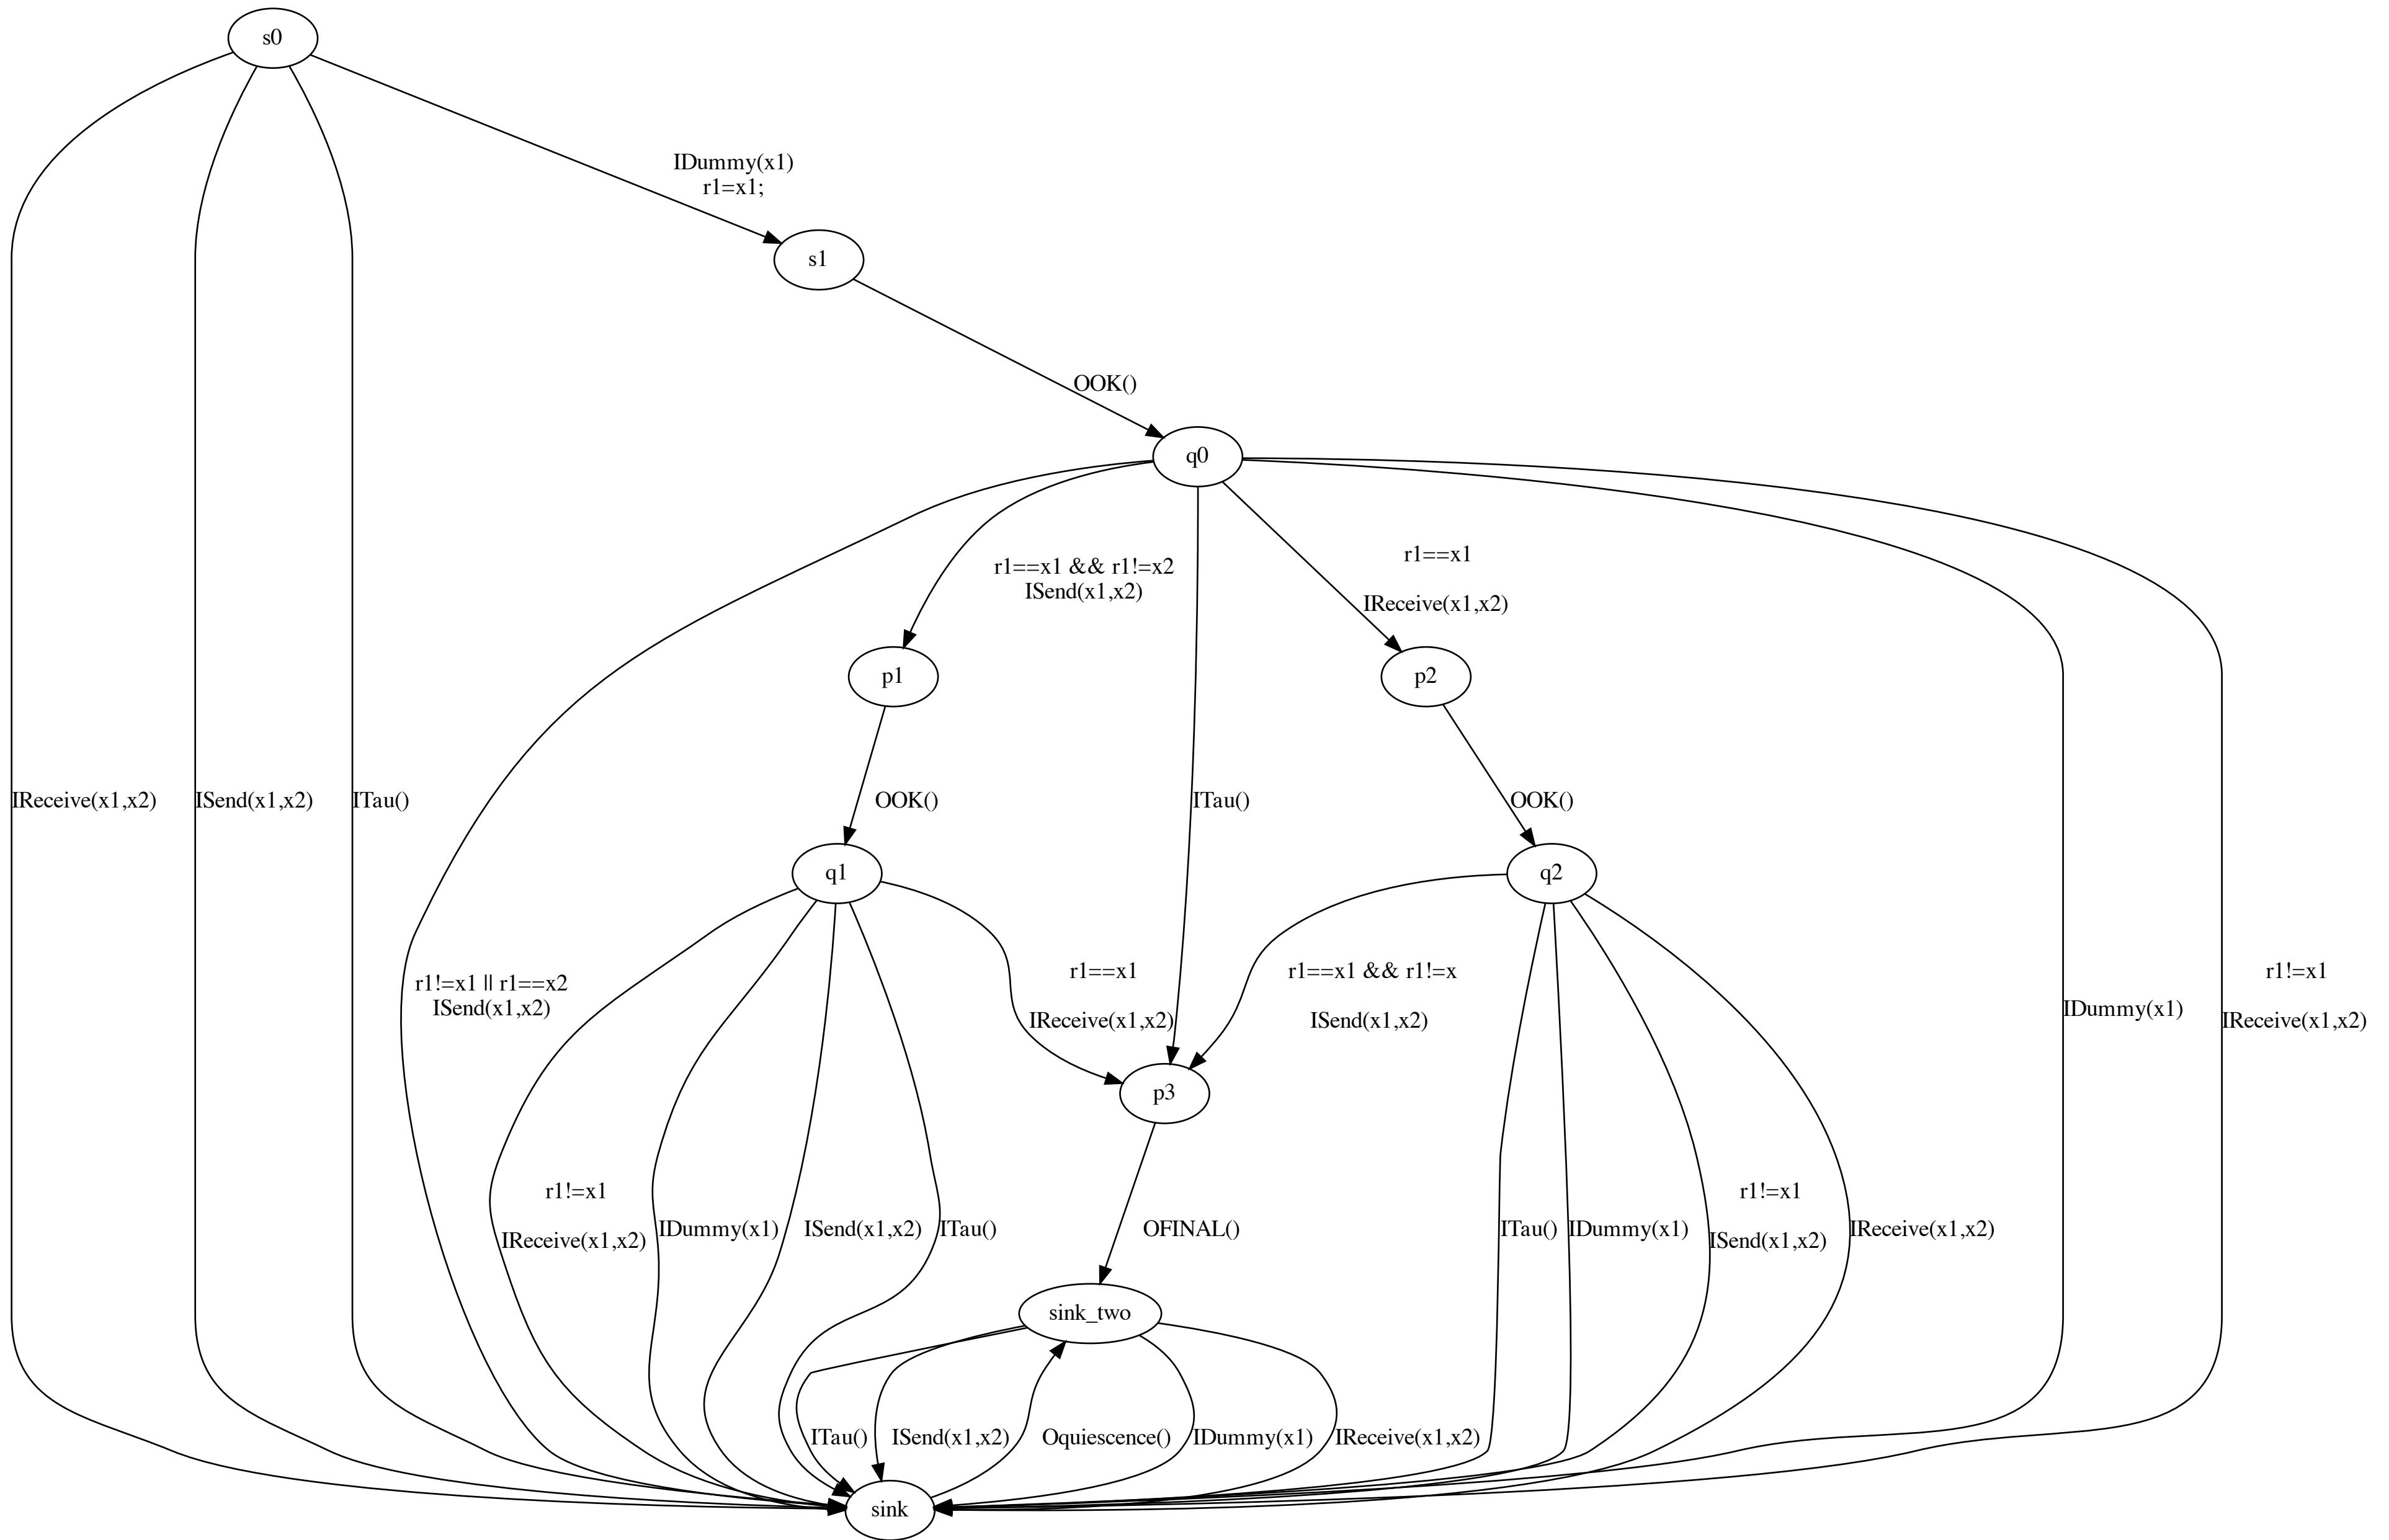 s0
IDummy(x1)
r1=x1;
s1
OOK()
q0
r1==x1
r1==x1 && r1!=x2
ISend(x1,x2)
IReceive(x1,x2)
p1
p2
IReceive(x1,x2)
ISend(x1,x2)
ITau()
OOK()
ITau()
OOK()
q1
q2
r1!=x1 || r1==x2
ISend(x1,x2)
r1==x1
IReceive(x1,x2)
r1==x1 && r1!=x
ISend(x1,x2)
IDummy(x1)
r1!=x1
IReceive(x1,x2)
p3
r1!=x1
IReceive(x1,x2)
IDummy(x1)
ISend(x1,x2)
ITau()
OFINAL()
ITau()
IDummy(x1)
r1!=x1
ISend(x1,x2)
IReceive(x1,x2)
sink_two
ITau()
ISend(x1,x2)
Oquiescence()
IDummy(x1)
IReceive(x1,x2)
sink